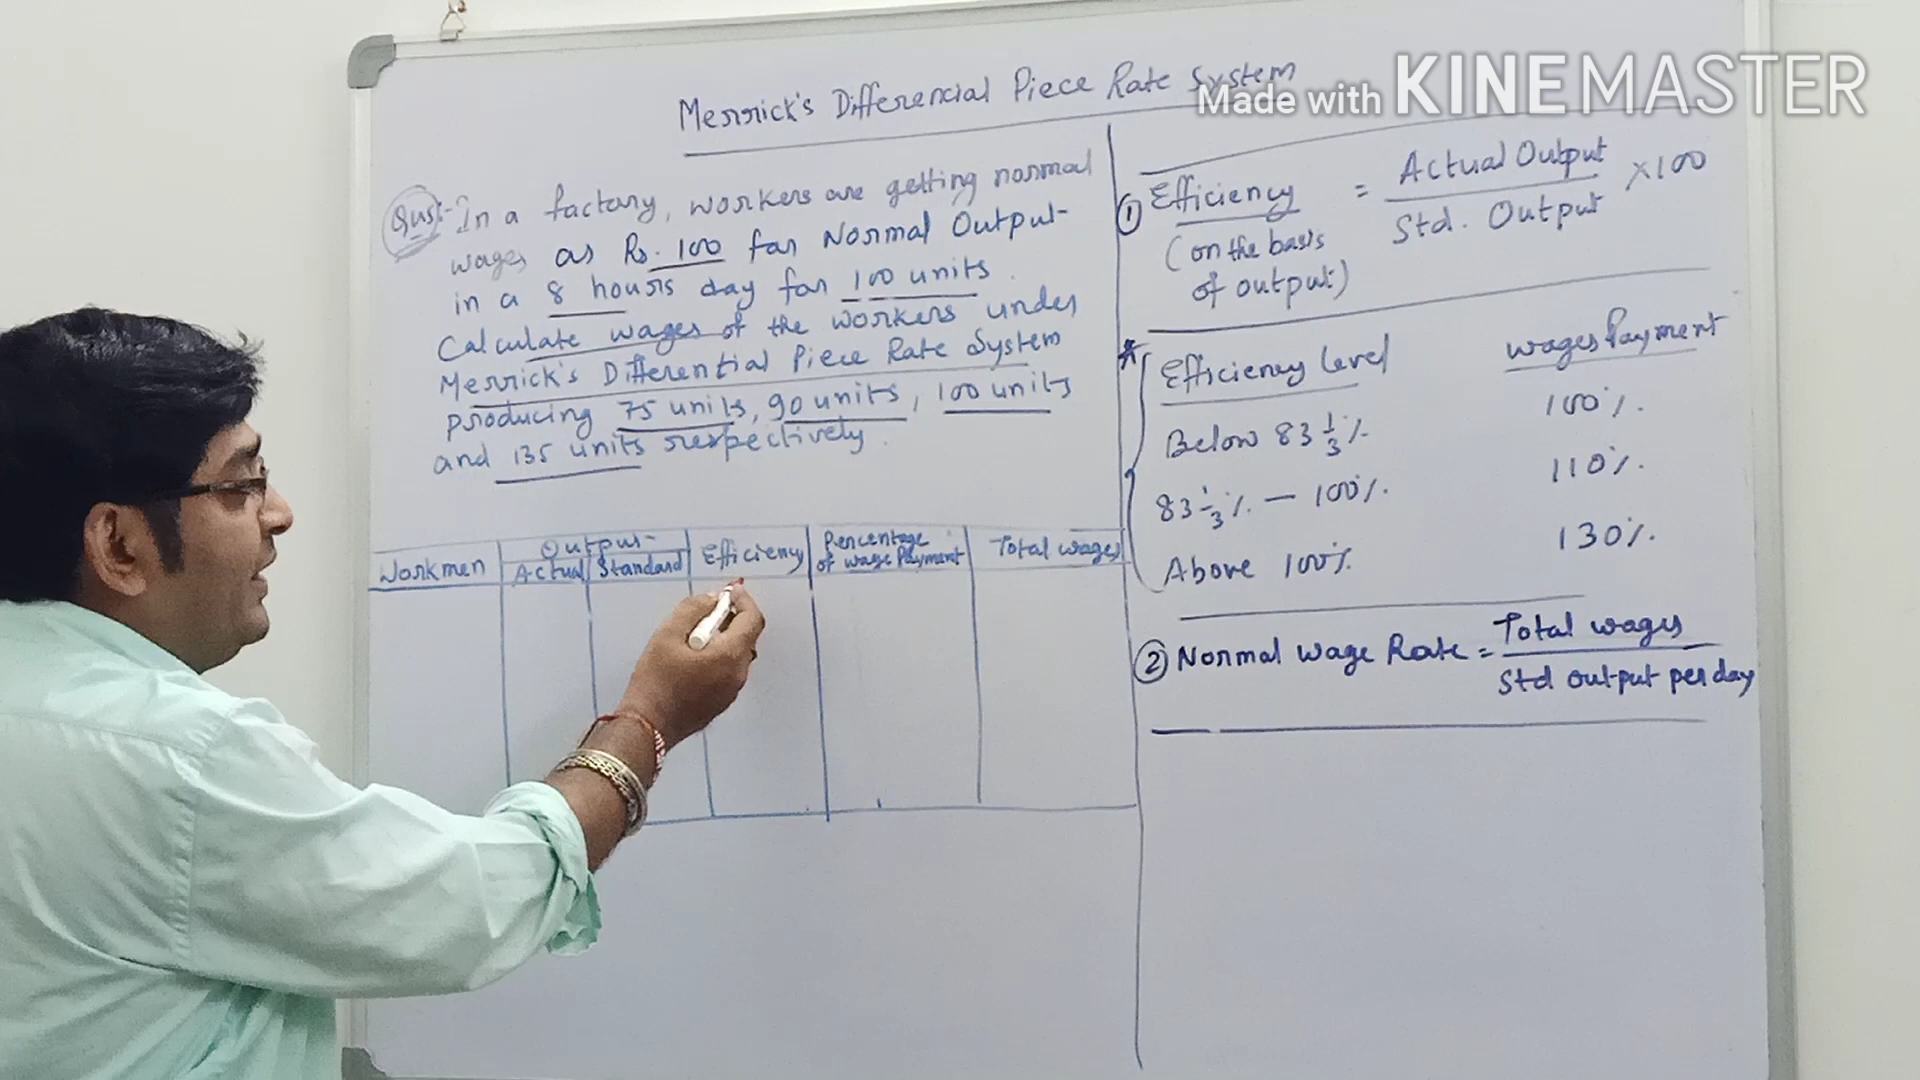 Made with KINEMASTER
Merrick's Differencial Piece Rate System
Qus:- In a factory, workers are getting normal
wages as Rs. 100 for Normal Output
in a 8 hours day for 100 units.
Calculate wages of the workers under
Merrick's Differential Piece Rate System
producing 75 units, 90 units, 100 units
and 135 units respectively.
Workmen
Output
Actual
Standard
Efficieny
Percentage
of wage Payment
Total wages
① Efficiency = Actual Output × 100
Std. Output
(on the basis
of output)
* Efficiency Level
wages Payment
Below 83 1/3 %
100%.
83 1/3 % — 100%.
110%.
Above 100%
130%.
② Normal Wage Rate = Total wages
Std output per day